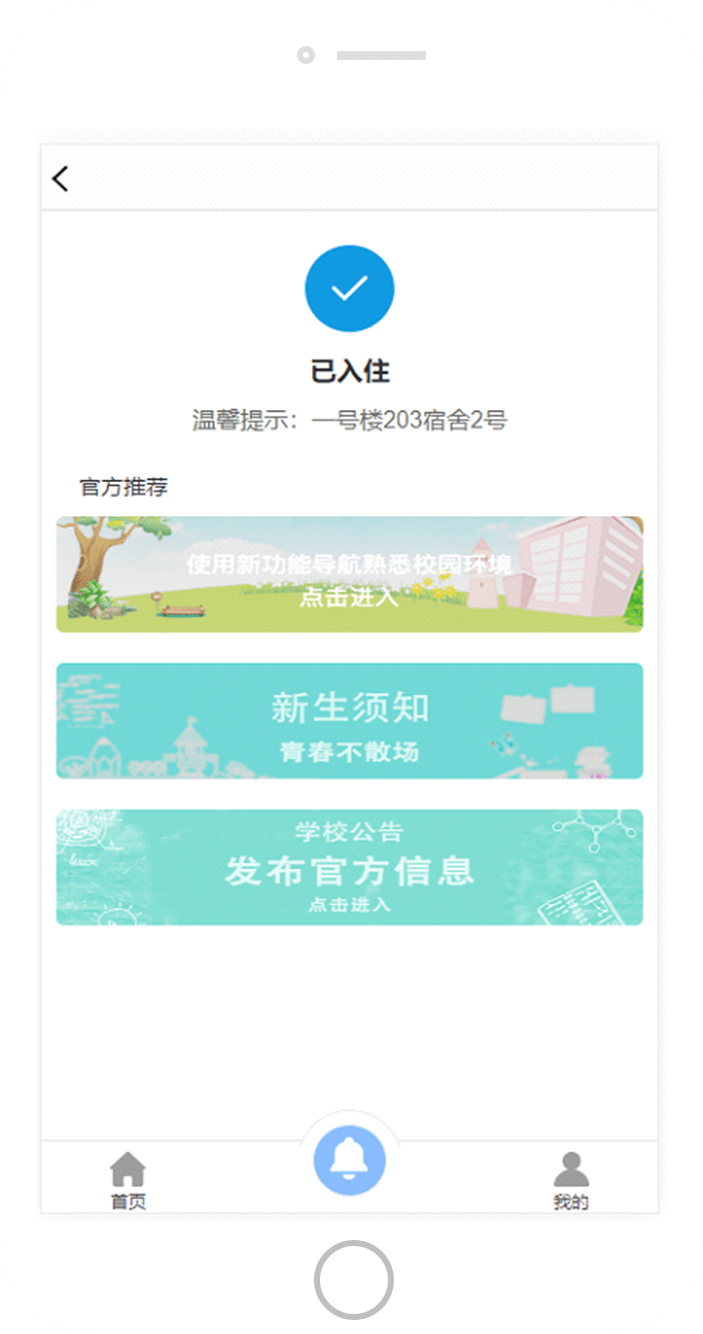 已入住
温馨提示：一号楼203宿舍2号
官方推荐
使用新功能导航熟悉校园环境
点击进入
新生须知
青春不散场
学校公告
发布官方信息
点击进入
首页
我的